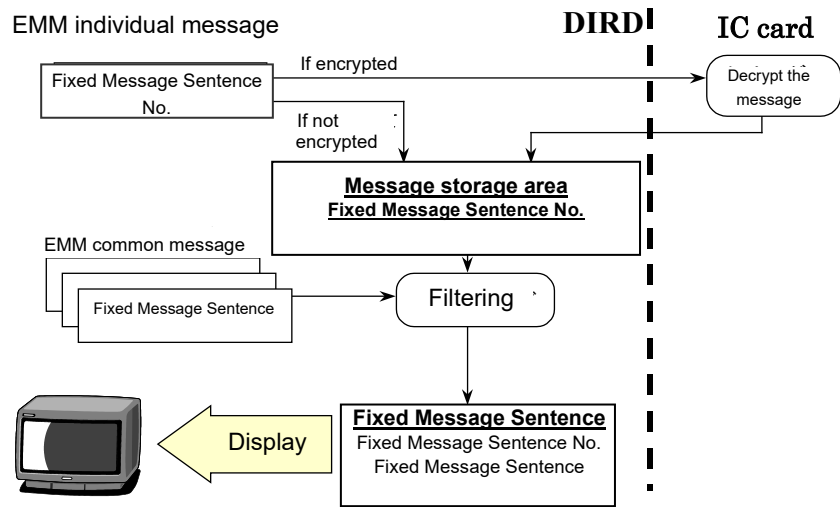 EMM individual message
DIRD
IC card
Fixed Message Sentence
No.
If encrypted
Decrypt the
message
If not
encrypted
Message storage area
Fixed Message Sentence No.
EMM common message
Fixed Message Sentence
Filtering
Fixed Message Sentence
Fixed Message Sentence No.
Fixed Message Sentence
Display